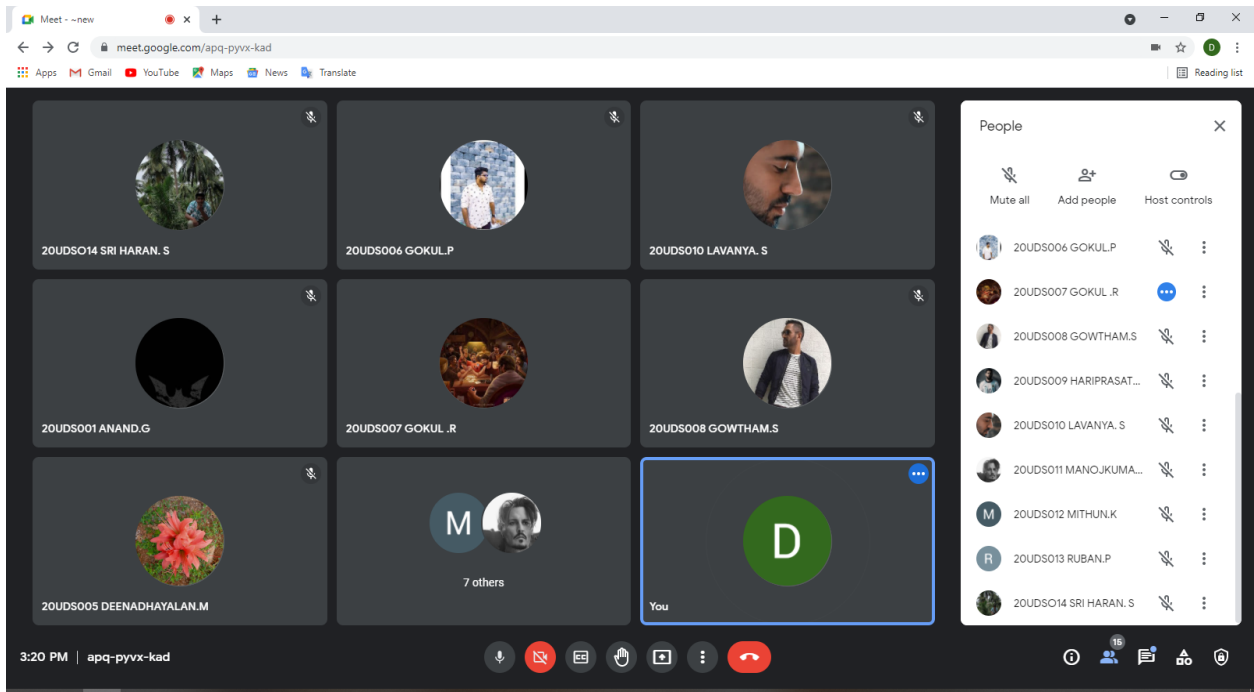 Meet - ~new
meet.google.com/apq-pyvx-kad
Apps Gmail YouTube Maps News Translate Reading list
20UDSO14 SRI HARAN. S
20UDS006 GOKUL.P
20UDS010 LAVANYA. S
20UDS001 ANAND.G
20UDS007 GOKUL .R
20UDS008 GOWTHAM.S
20UDS005 DEENADHAYALAN.M
M
7 others
D
You
People
Mute all Add people Host controls
20UDS006 GOKUL.P
20UDS007 GOKUL .R
20UDS008 GOWTHAM.S
20UDS009 HARIPRASAT...
20UDS010 LAVANYA. S
20UDS011 MANOJKUMA...
M 20UDS012 MITHUN.K
R 20UDS013 RUBAN.P
20UDSO14 SRI HARAN. S
3:20 PM | apq-pyvx-kad
CC
15
D